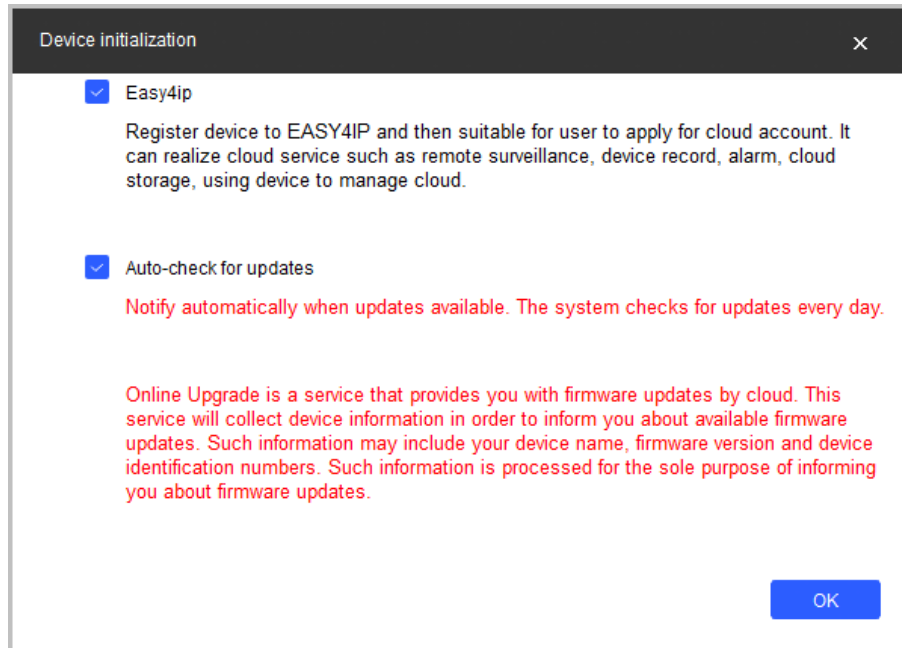 Device initialization
Easy4ip
Register device to EASY4IP and then suitable for user to apply for cloud account. It
can realize cloud service such as remote surveillance, device record, alarm, cloud
storage, using device to manage cloud.
Auto-check for updates
Notify automatically when updates available. The system checks for updates every day.
Online Upgrade is a service that provides you with firmware updates by cloud. This
service will collect device information in order to inform you about available firmware
updates. Such information may include your device name, firmware version and device
identification numbers. Such information is processed for the sole purpose of informing
you about firmware updates.
OK